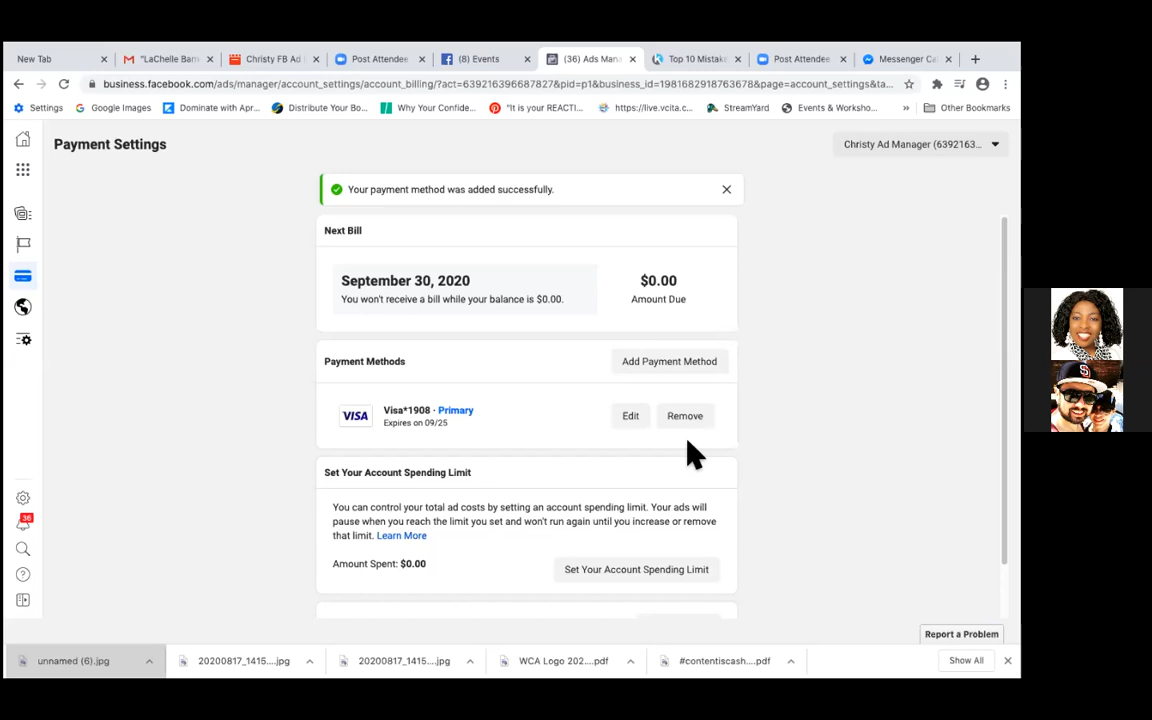 New Tab
"LaChelle Barn
Christy FB Ad
Post Attendee
(8) Events
(36) Ads Mana
Top 10 Mistak
Post Attendee
Messenger Ca
business.facebook.com/ads/manager/account_settings/account_billing/?act=639216396687827&pid=p1&business_id=1981682918763678&page=account_settings&ta...
Settings
Google Images
Dominate with Apr...
Distribute Your Bo...
Why Your Confide...
"It is your REACTI...
https://live.vcita.c...
StreamYard
Events & Worksho...
»
Other Bookmarks
Payment Settings
Christy Ad Manager (6392163...
Your payment method was added successfully.
Next Bill
September 30, 2020
$0.00
You won't receive a bill while your balance is $0.00.
Amount Due
Payment Methods
Add Payment Method
VISA
Visa*1908 · Primary
Expires on 09/25
Edit
Remove
Set Your Account Spending Limit
You can control your total ad costs by setting an account spending limit. Your ads will
pause when you reach the limit you set and won't run again until you increase or remove
that limit. Learn More
Amount Spent: $0.00
Set Your Account Spending Limit
36
Report a Problem
unnamed (6).jpg
20200817_1415....jpg
20200817_1415....jpg
WCA Logo 202....pdf
#contentiscash....pdf
Show All